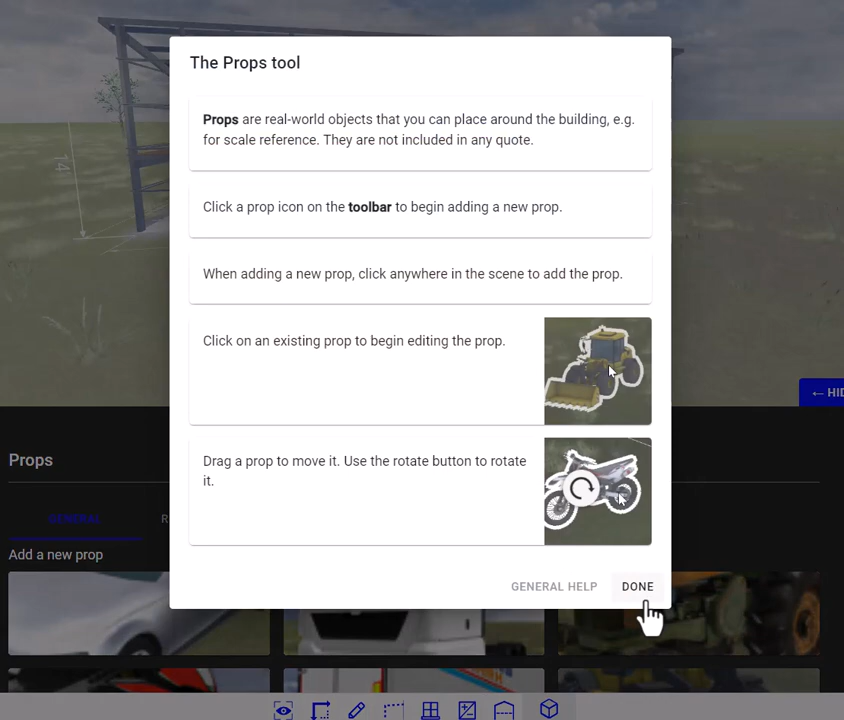 The Props tool
Props are real-world objects that you can place around the building, e.g.
for scale reference. They are not included in any quote.
Click a prop icon on the toolbar to begin adding a new prop.
When adding a new prop, click anywhere in the scene to add the prop.
Click on an existing prop to begin editing the prop.
Drag a prop to move it. Use the rotate button to rotate
it.
GENERAL HELP DONE
14
← HID
Props
GENERAL R
Add a new prop